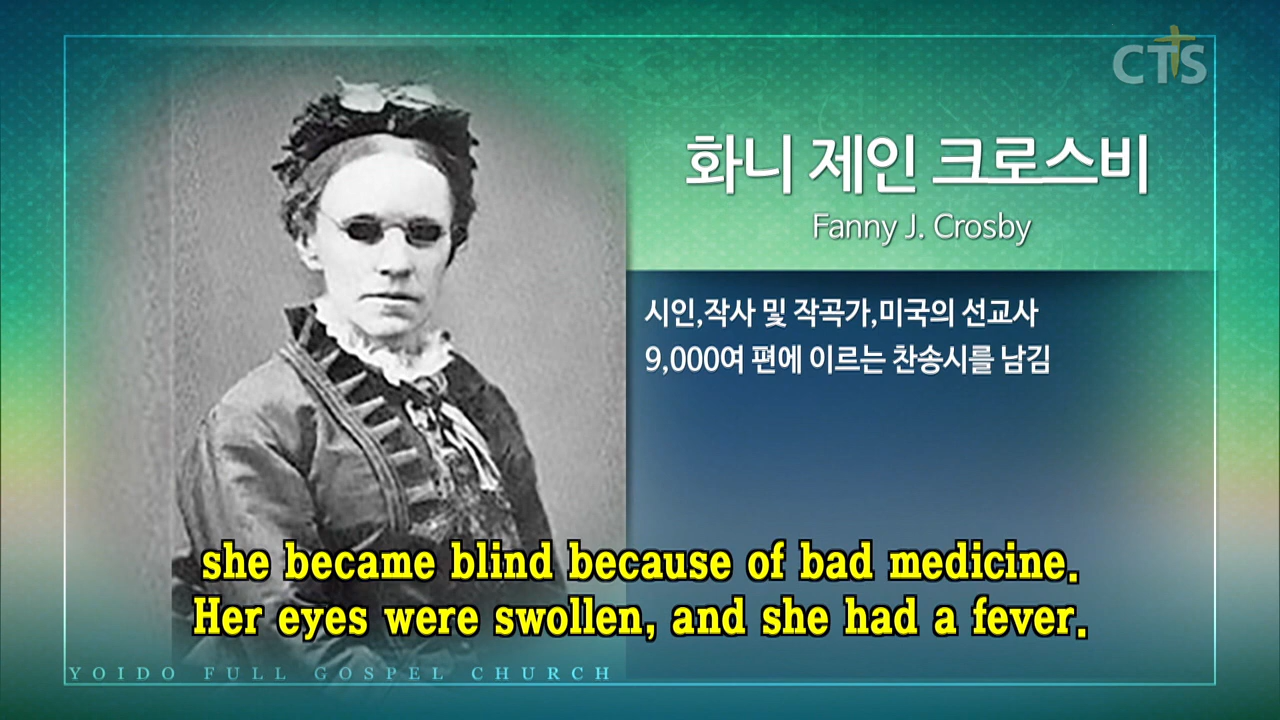 CTS
화니 제인 크로스비
Fanny J. Crosby
시인,작사 및 작곡가,미국의 선교사
9,000여 편에 이르는 찬송시를 남김
she became blind because of bad medicine.
Her eyes were swollen, and she had a fever.
YOIDO FULL GOSPEL CHURCH